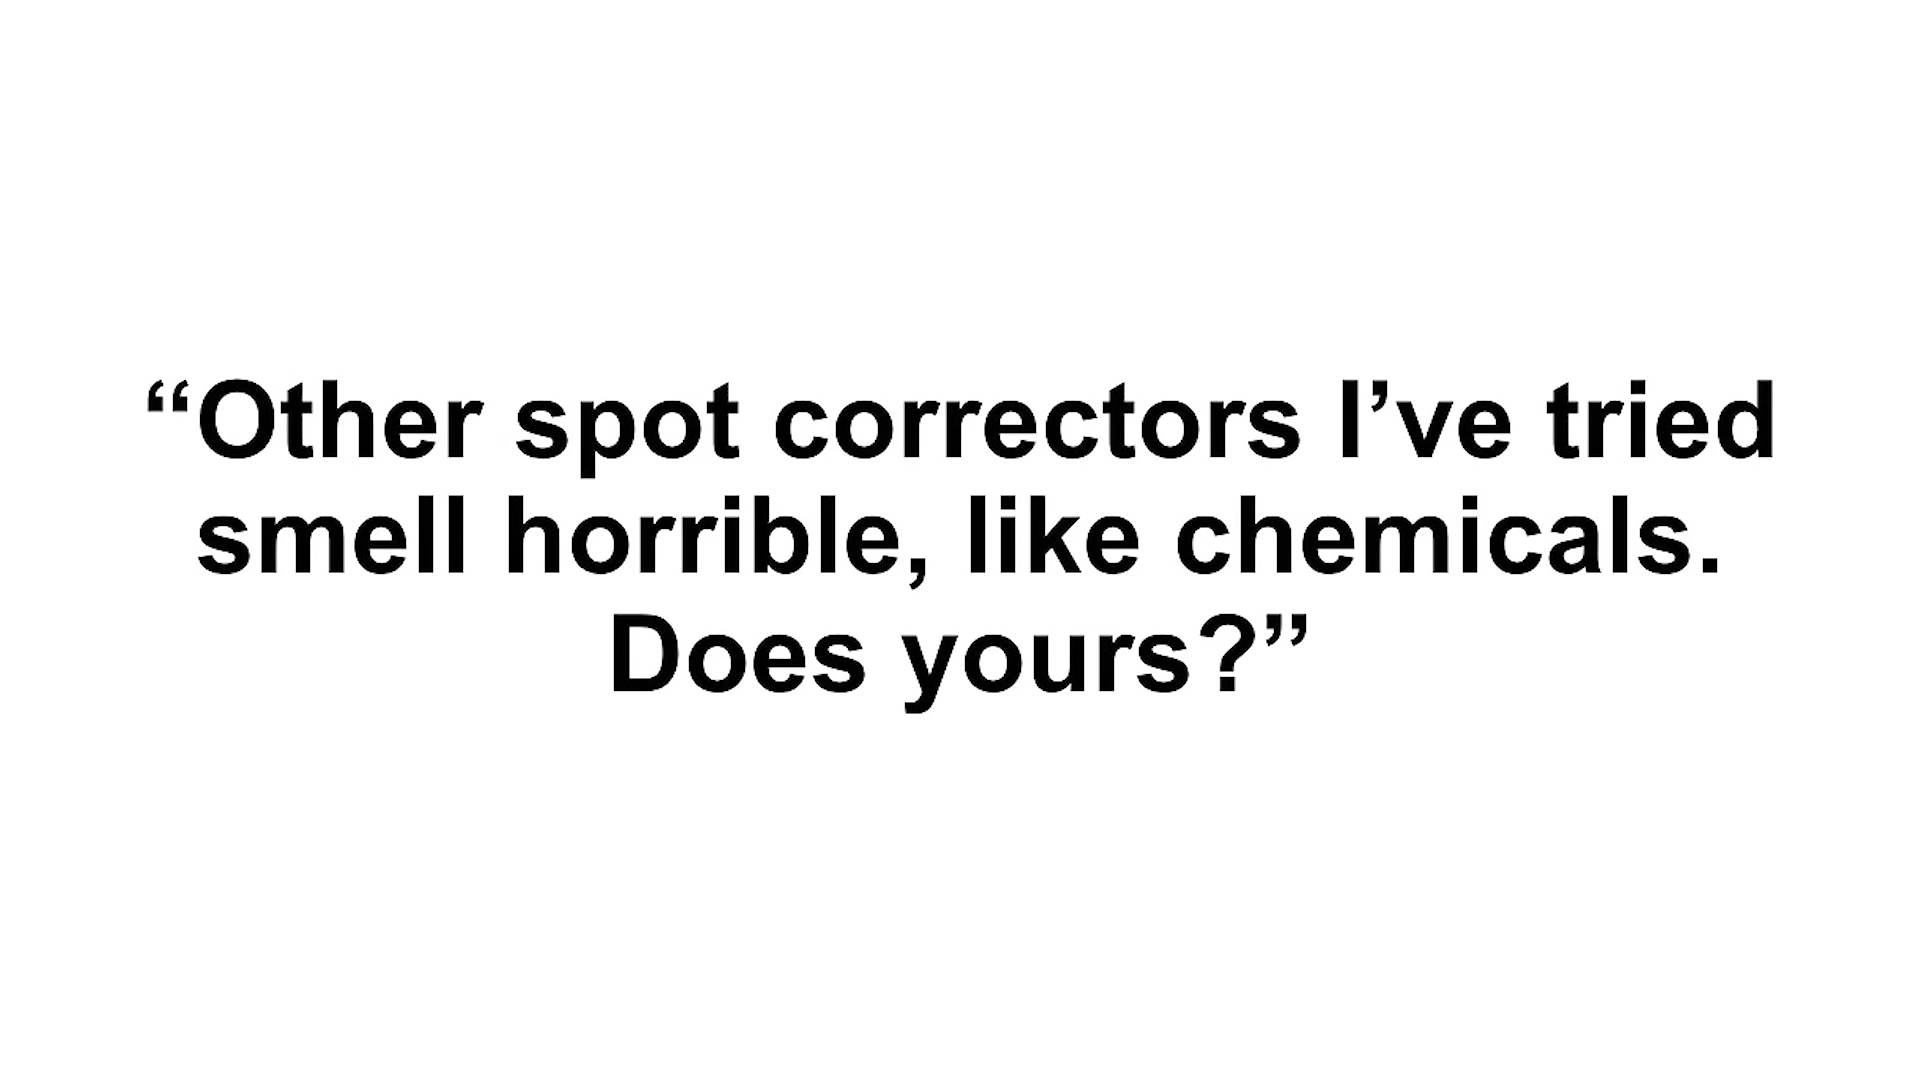 “Other spot correctors I’ve tried
smell horrible, like chemicals.
Does yours?”